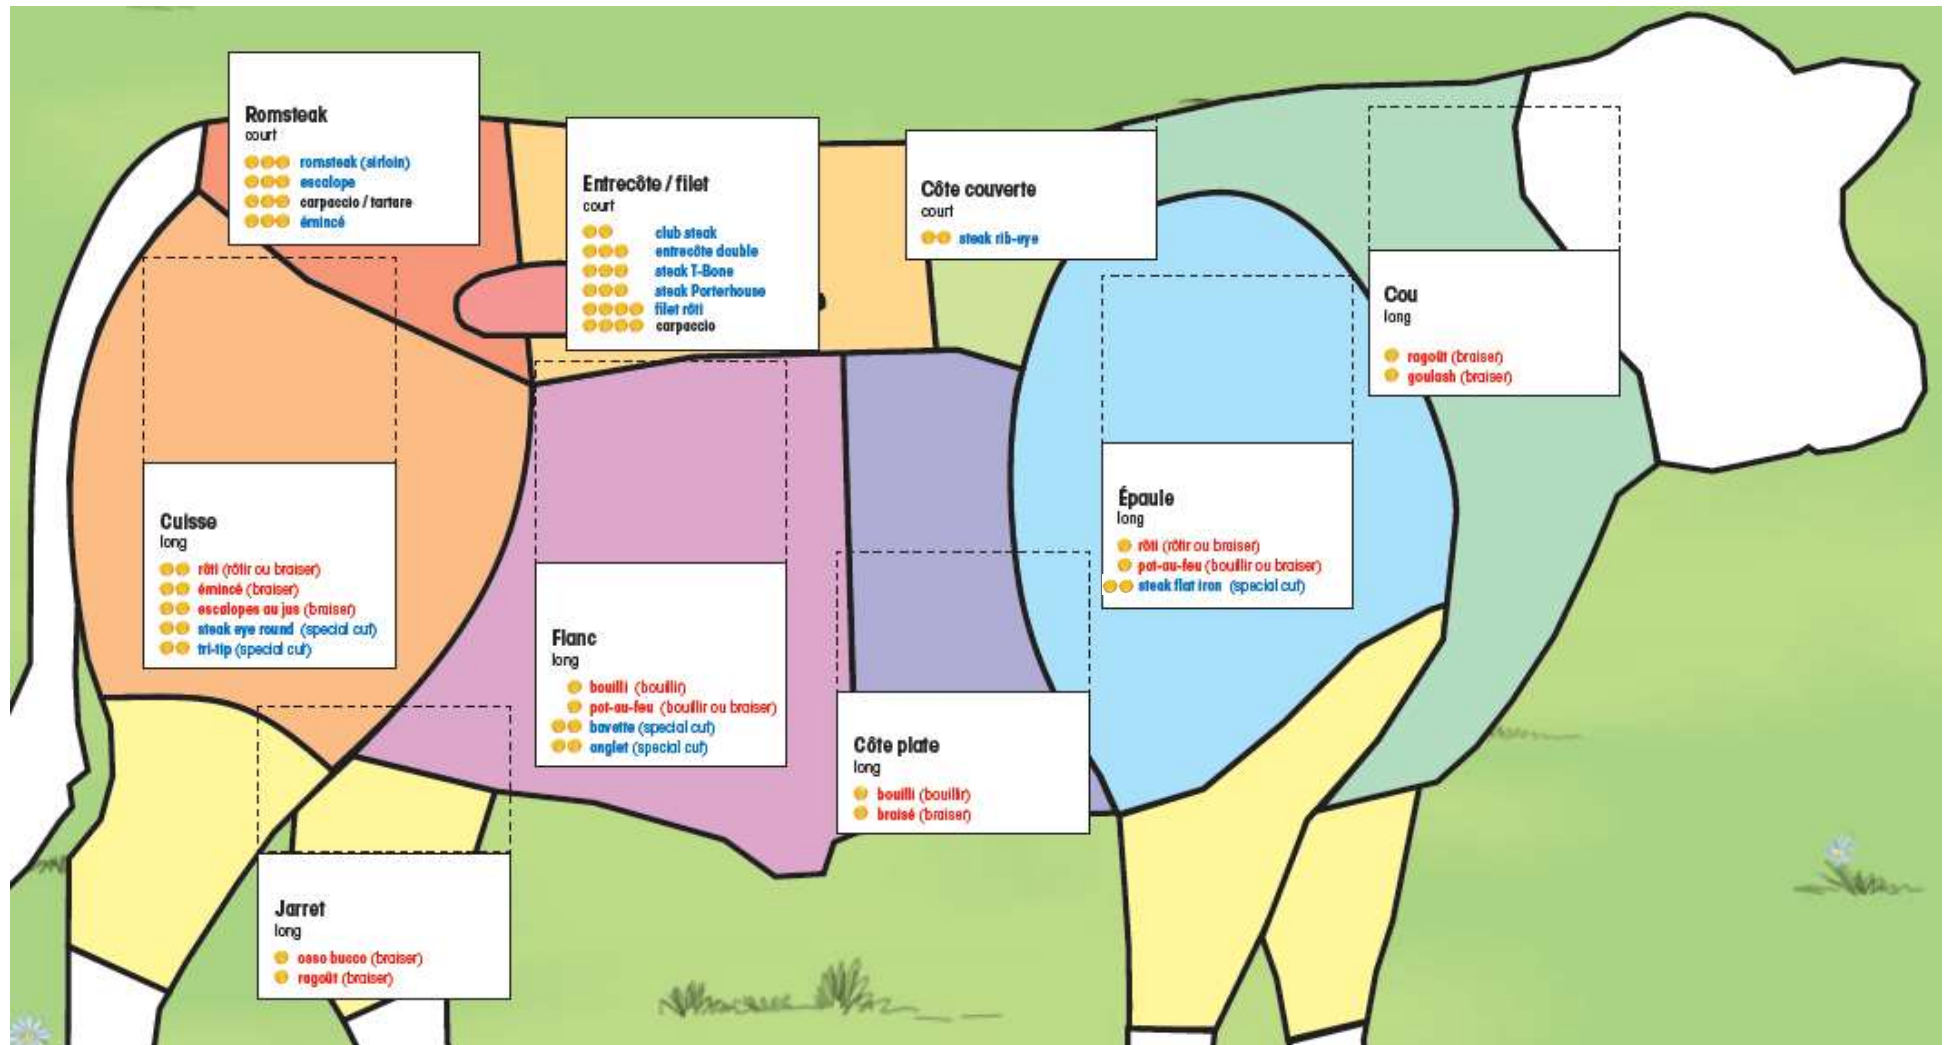 Romsteak
court
romsteak (sirloin)
escalope
carpaccio / tartare
émincé
Entrecôte / filet
court
club steak
entrecôte double
steak T-Bone
steak Porterhouse
filet rôti
carpaccio
Côte couverte
court
steak rib-eye
Cou
long
ragoût (braiser)
goulash (braiser)
Cuisse
long
rôti (rôtir ou braiser)
émincé (braiser)
escalopes au jus (braiser)
steak eye round (special cut)
tri-tip (special cut)
Flanc
long
bouilli (bouillir)
pot-au-feu (bouillir ou braiser)
bavette (special cut)
onglet (special cut)
Épaule
long
rôti (rôtir ou braiser)
pot-au-feu (bouillir ou braiser)
steak flat iron (special cut)
Côte plate
long
bouilli (bouillir)
braisé (braiser)
Jarret
long
osso bucco (braiser)
ragoût (braiser)